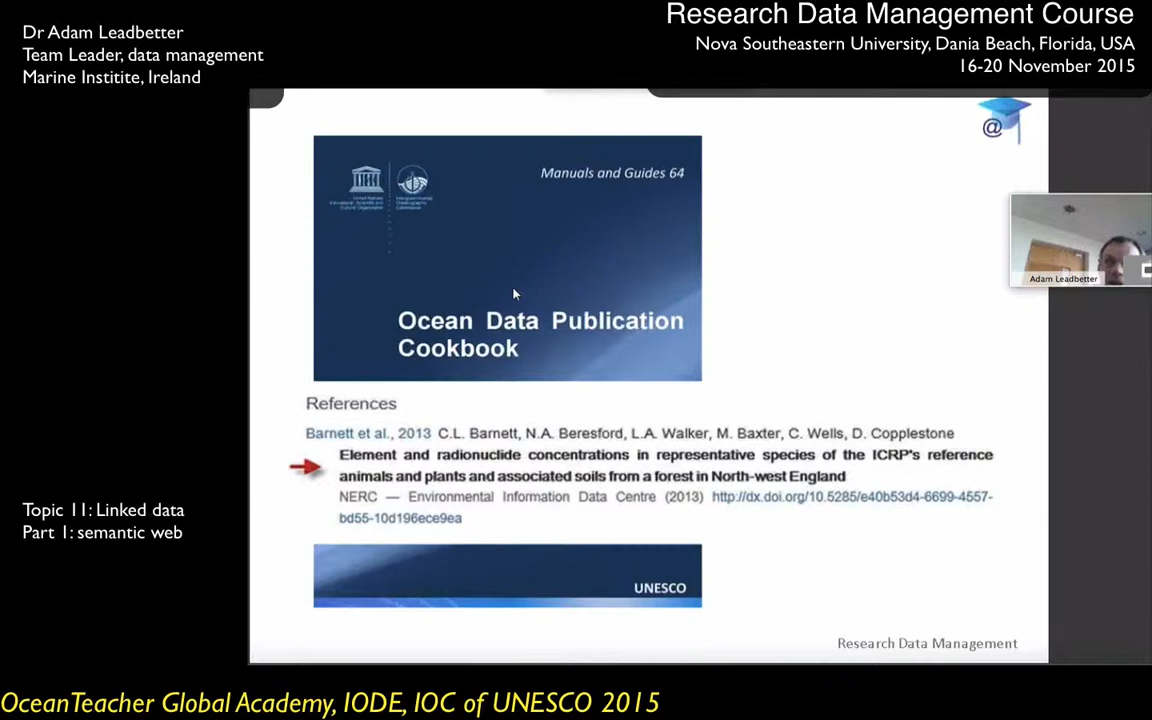 Dr Adam Leadbetter
Team Leader, data management
Marine Institite, Ireland
Research Data Management Course
Nova Southeastern University, Dania Beach, Florida, USA
16-20 November 2015
@
Manuals and Guides 64
Ocean Data Publication
Cookbook
Adam Leadbetter
References
Barnett et al., 2013 C.L. Barnett, N.A. Beresford, L.A. Walker, M. Baxter, C. Wells, D. Copplestone
Element and radionuclide concentrations in representative species of the ICRP's reference
animals and plants and associated soils from a forest in North-west England
NERC — Environmental Information Data Centre (2013) http://dx.doi.org/10.5285/e40b53d4-6699-4557-
bd55-10d196ece9ea
Topic 11: Linked data
Part 1: semantic web
UNESCO
Research Data Management
OceanTeacher Global Academy, IODE, IOC of UNESCO 2015